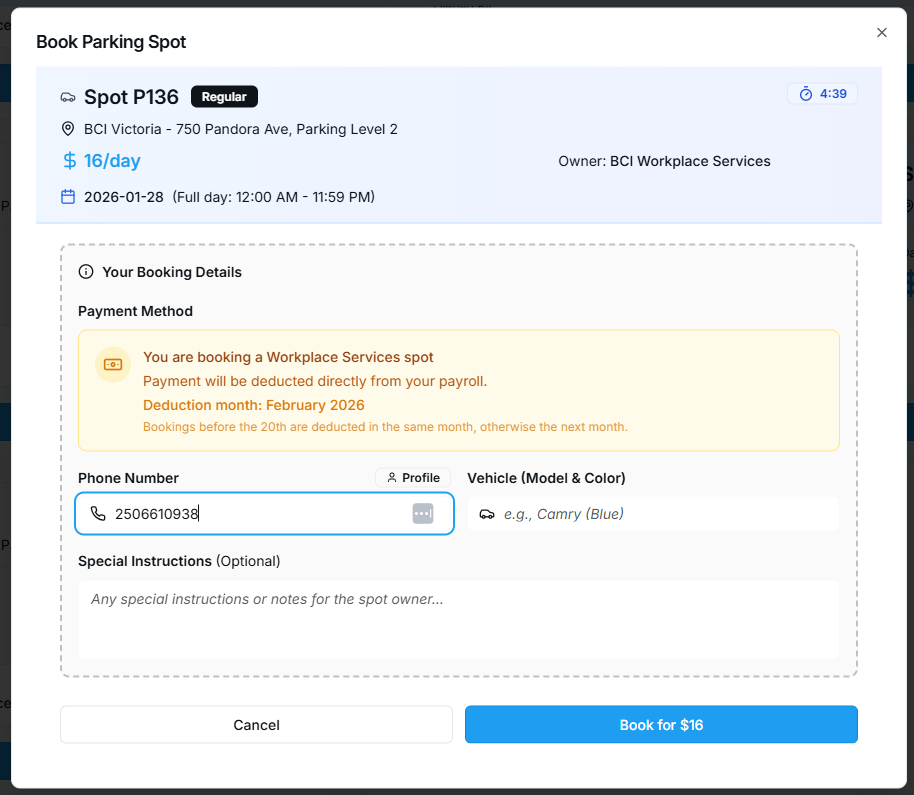 Book Parking Spot
Spot P136 Regular 4:39
BCI Victoria - 750 Pandora Ave, Parking Level 2
$ 16/day
Owner: BCI Workplace Services
2026-01-28 (Full day: 12:00 AM - 11:59 PM)
Your Booking Details
Payment Method
You are booking a Workplace Services spot
Payment will be deducted directly from your payroll.
Deduction month: February 2026
Bookings before the 20th are deducted in the same month, otherwise the next month.
Phone Number Profile Vehicle (Model & Color)
2506610938 e.g., Camry (Blue)
Special Instructions (Optional)
Any special instructions or notes for the spot owner...
Cancel Book for $16